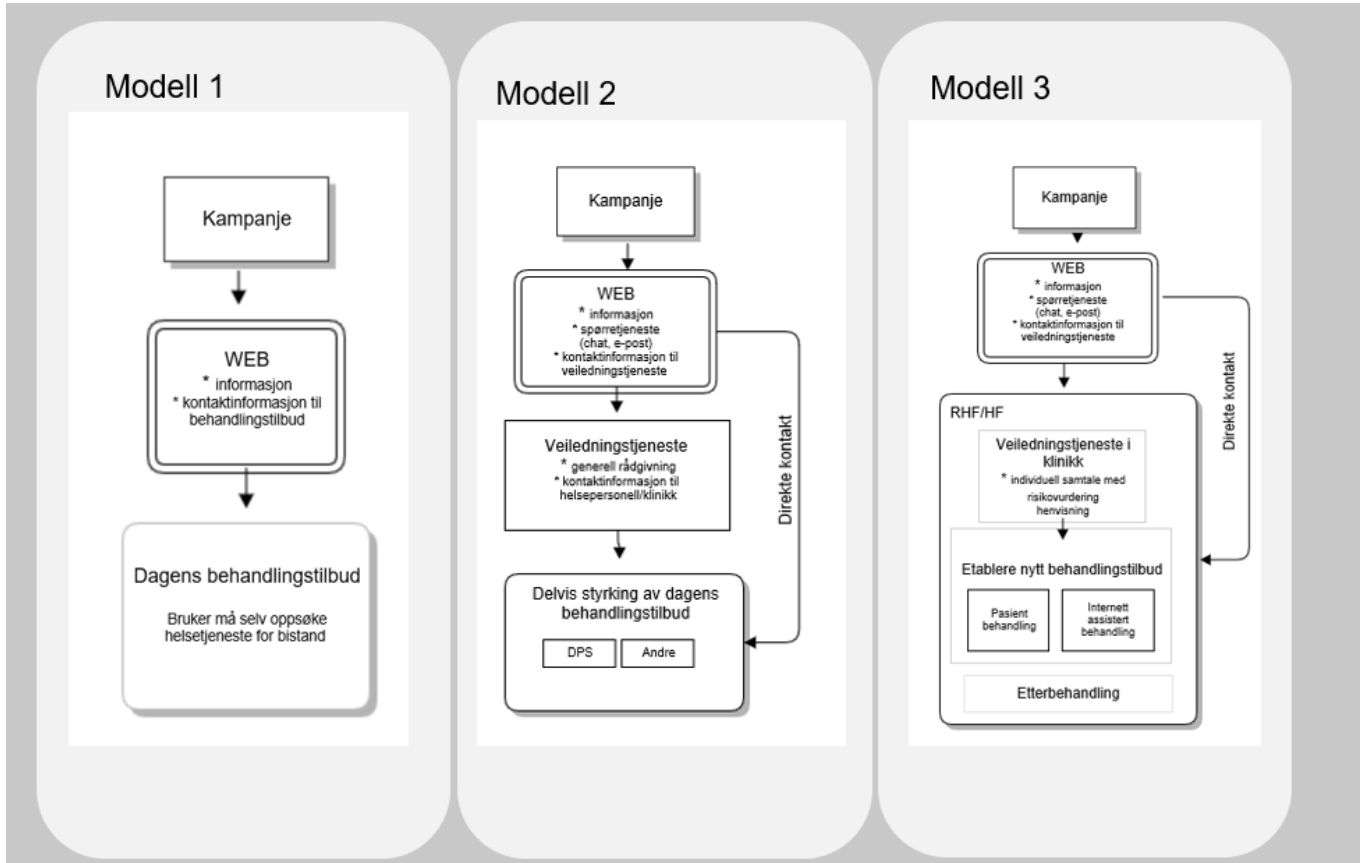 Modell 1
Kampanje
WEB
* informasjon
* kontaktinformasjon til
behandlingstilbud
Dagens behandlingstilbud
Bruker må selv oppsøke
helsetjeneste for bistand
Modell 2
Kampanje
WEB
* informasjon
* spørretjeneste
(chat, e-post)
* kontaktinformasjon til
veiledningstjeneste
Direkte kontakt
Veiledningstjeneste
* generell rådgivning
* kontaktinformasjon til
helsepersonell/klinikk
Delvis styrking av dagens
behandlingstilbud
DPS
Andre
Modell 3
Kampanje
WEB
* informasjon
* spørretjeneste
(chat, e-post)
* kontaktinformasjon til
veiledningstjeneste
Direkte kontakt
RHF/HF
Veiledningstjeneste i
klinikk
* individuell samtale med
risikovurdering
henvisning
Etablere nytt behandlingstilbud
Pasient
behandling
Internett
assistert
behandling
Etterbehandling